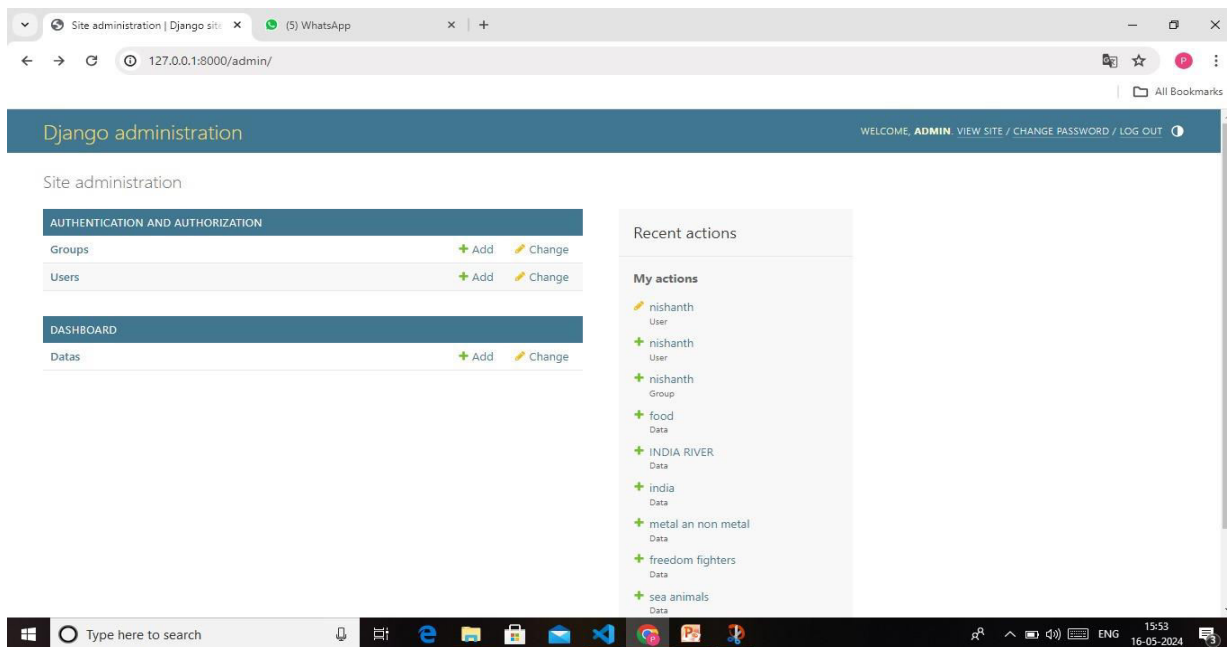 Site administration | Django site
(5) WhatsApp
127.0.0.1:8000/admin/
P
All Bookmarks
Django administration
WELCOME, ADMIN. VIEW SITE / CHANGE PASSWORD / LOG OUT
Site administration
AUTHENTICATION AND AUTHORIZATION
Groups + Add Change
Users + Add Change
DASHBOARD
Datas + Add Change
Recent actions
My actions
nishanth
User
+ nishanth
User
+ nishanth
Group
+ food
Data
+ INDIA RIVER
Data
+ india
Data
+ metal an non metal
Data
+ freedom fighters
Data
+ sea animals
Data
Type here to search
ENG
15:53
16-05-2024
3